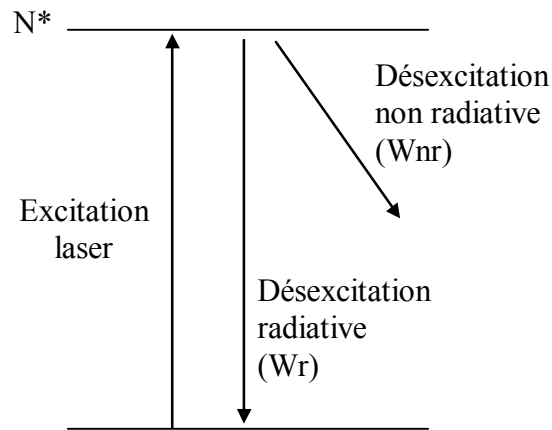 N*
Désexcitation
non radiative
(Wnr)
Excitation
laser
Désexcitation
radiative
(Wr)